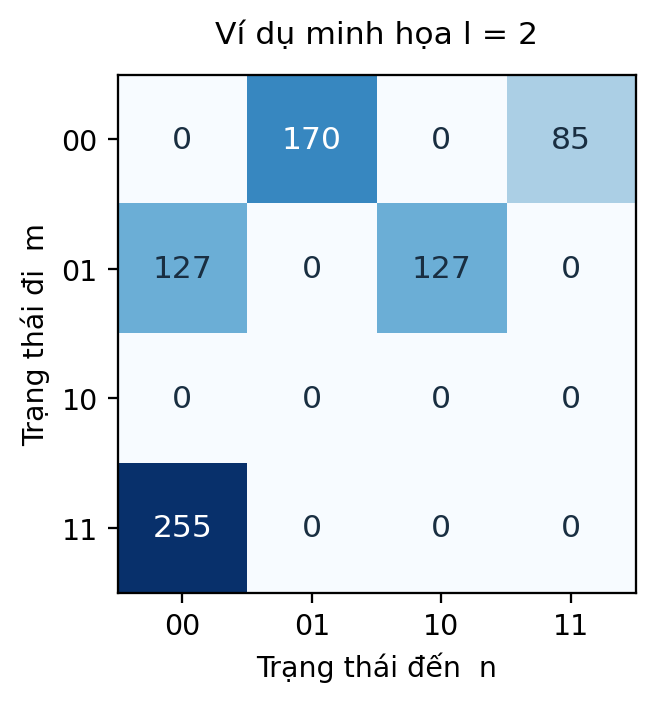 Ví dụ minh họa l = 2
00 0 170 0 85
01 127 0 127 0
10 0 0 0 0
11 255 0 0 0
00 01 10 11
Trạng thái đến n
Trạng thái đi m